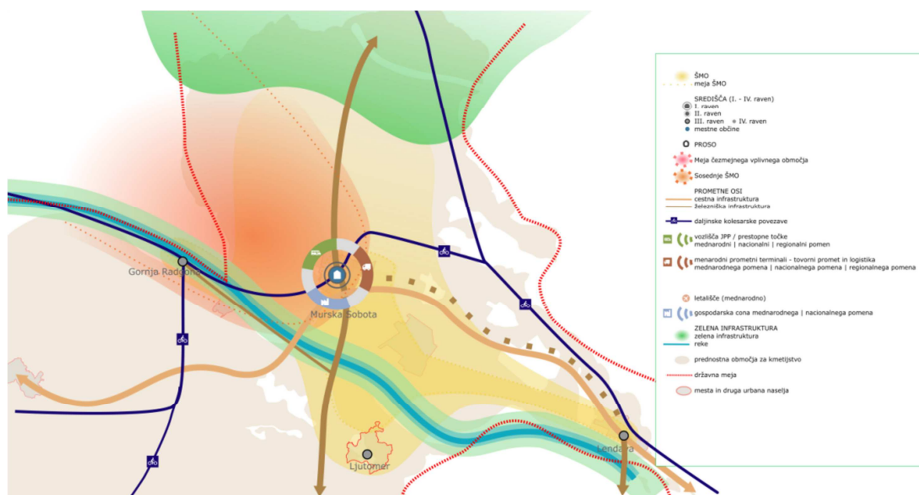 Gornja Radgona
Murska Sobota
Ljutomer
Lendava
ŠMO
meja ŠMO
SREDIŠČA (I. - IV. raven)
I. raven
II. raven
III. raven
IV. raven
mestne občine
PROSO
Meja čezmejnega vplivnega območja
Sosednje ŠMO
PROMETNE OSI
cestna infrastruktura
železniška infrastruktura
daljinske kolesarske povezave
vozlišča JPP / prestopne točke
mednarodni | nacionalni | regionalni pomen
menarodni prometni terminali - tovorni promet in logistika
mednarodnega pomena | nacionalnega pomena | regionalnega pomena
letališče (mednarodno)
gospodarska cona mednarodnega | nacionalnega pomena
ZELENA INFRASTRUKTURA
zelena infrastruktura
reke
prednostna območja za kmetijstvo
državna meja
mesta in druga urbana naselja